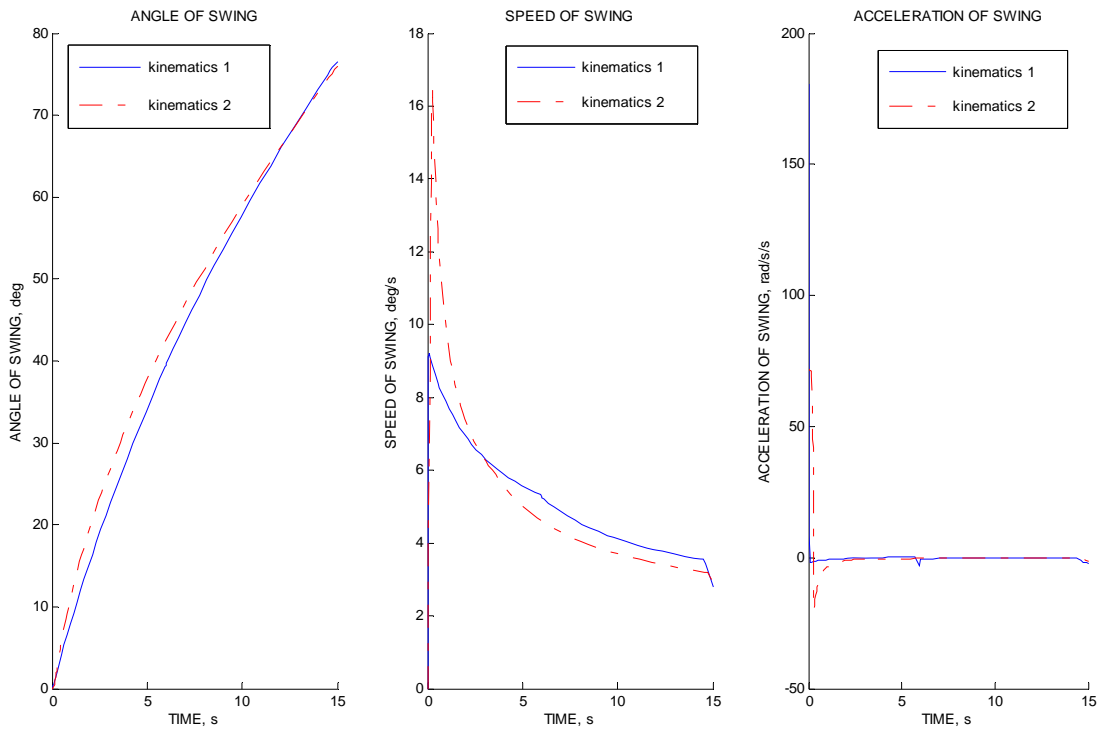 ANGLE OF SWING
ANGLE OF SWING, deg
80
70
60
50
40
30
20
10
0
kinematics 1
kinematics 2
0 5 10 15
TIME, s
SPEED OF SWING
SPEED OF SWING, deg/s
18
16
14
12
10
8
6
4
2
0
kinematics 1
kinematics 2
0 5 10 15
TIME, s
ACCELERATION OF SWING
ACCELERATION OF SWING, rad/s/s
200
150
100
50
0
-50
kinematics 1
kinematics 2
0 5 10 15
TIME, s